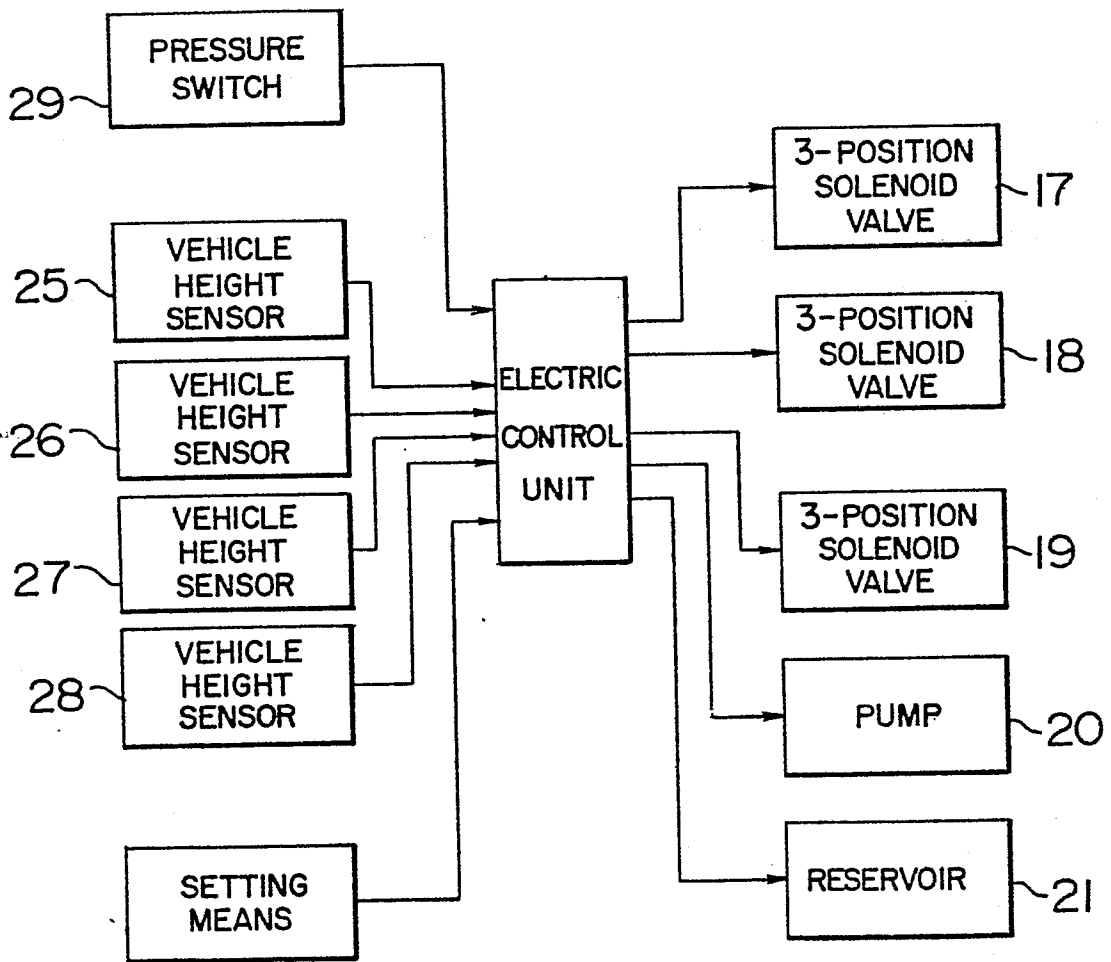 PRESSURE
SWITCH
29
VEHICLE
HEIGHT
SENSOR
25
VEHICLE
HEIGHT
SENSOR
26
VEHICLE
HEIGHT
SENSOR
27
VEHICLE
HEIGHT
SENSOR
28
SETTING
MEANS
ELECTRIC
CONTROL
UNIT
3-POSITION
SOLENOID
VALVE
17
3-POSITION
SOLENOID
VALVE
18
3-POSITION
SOLENOID
VALVE
19
PUMP
20
RESERVOIR
21